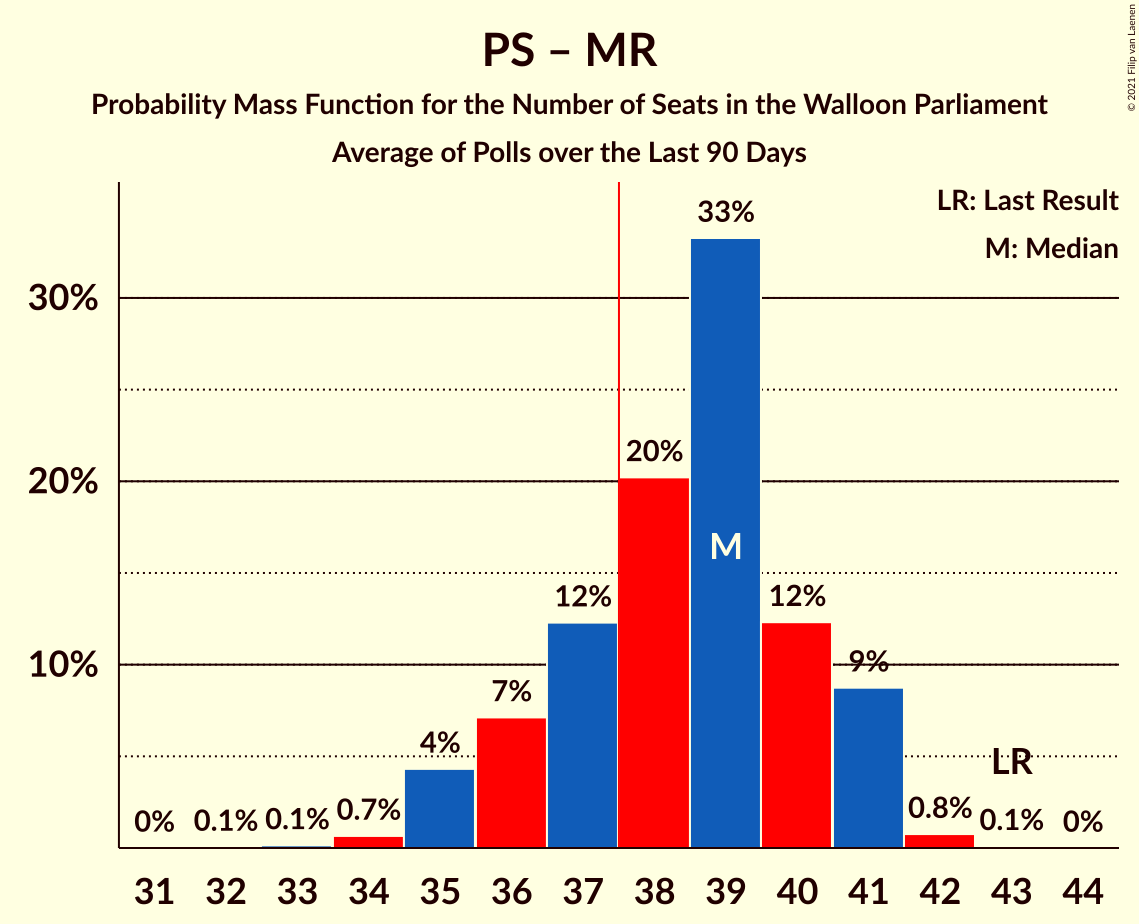 PS – MR
Probability Mass Function for the Number of Seats in the Walloon Parliament
Average of Polls over the Last 90 Days
© 2021 Filip van Laenen
LR: Last Result
M: Median
33%
30%
20%
20%
M
12%
12%
10%
9%
7%
4%
LR
0%
0.1%
0.1%
0.7%
0.8%
0.1%
0%
31 32 33 34 35 36 37 38 39 40 41 42 43 44